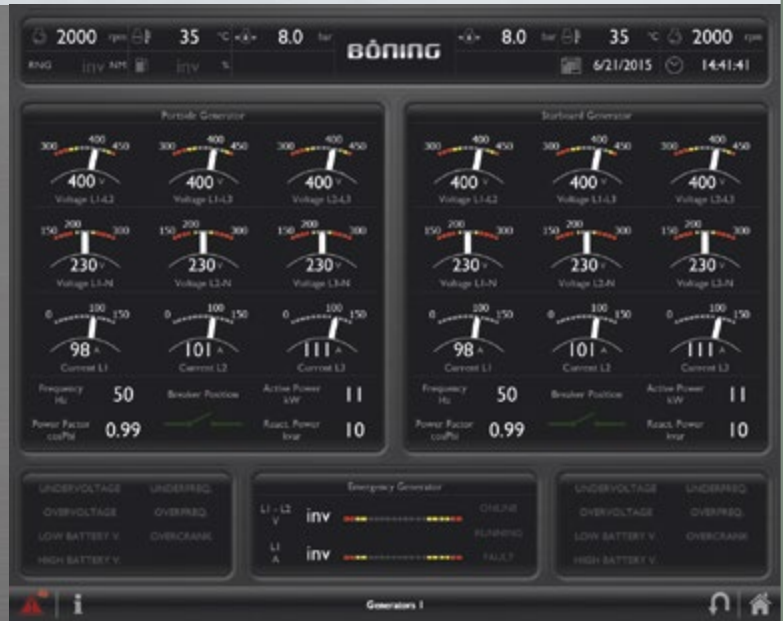 2000 rpm 35 °C 8.0 bar BÖNING 8.0 bar 35 °C 2000 rpm
RNG inv NM inv % 6/21/2015 14:41:41
Portside Generator Starboard Generator
300 400 450 300 400 450 300 400 450 300 400 450 300 400 450 300 400 450
400 V 400 V 400 V 400 V 400 V 400 V
Voltage L1-L2 Voltage L1-L3 Voltage L2-L3 Voltage L1-L2 Voltage L1-L3 Voltage L2-L3
150 200 300 150 200 300 150 200 300 150 200 300 150 200 300 150 200 300
230 V 230 V 230 V 230 V 230 V 230 V
Voltage L1-N Voltage L2-N Voltage L3-N Voltage L1-N Voltage L2-N Voltage L3-N
0 100 150 0 100 150 0 100 150 0 100 150 0 100 150 0 100 150
98 A 101 A 111 A 98 A 101 A 111 A
Current L1 Current L2 Current L3 Current L1 Current L2 Current L3
Frequency Hz 50 Breaker Position Active Power kW 11 Frequency Hz 50 Breaker Position Active Power kW 11
Power Factor cosPhi 0.99 React. Power kvar 10 Power Factor cosPhi 0.99 React. Power kvar 10
Emergency Generator
UNDERVOLTAGE UNDERFREQ. L1 - L2 V inv ONLINE UNDERVOLTAGE UNDERFREQ.
OVERVOLTAGE OVERFREQ. RUNNING OVERVOLTAGE OVERFREQ.
LOW BATTERY V. OVERCRANK L1 A inv FAULT LOW BATTERY V. OVERCRANK
HIGH BATTERY V. HIGH BATTERY V.
Generators 1